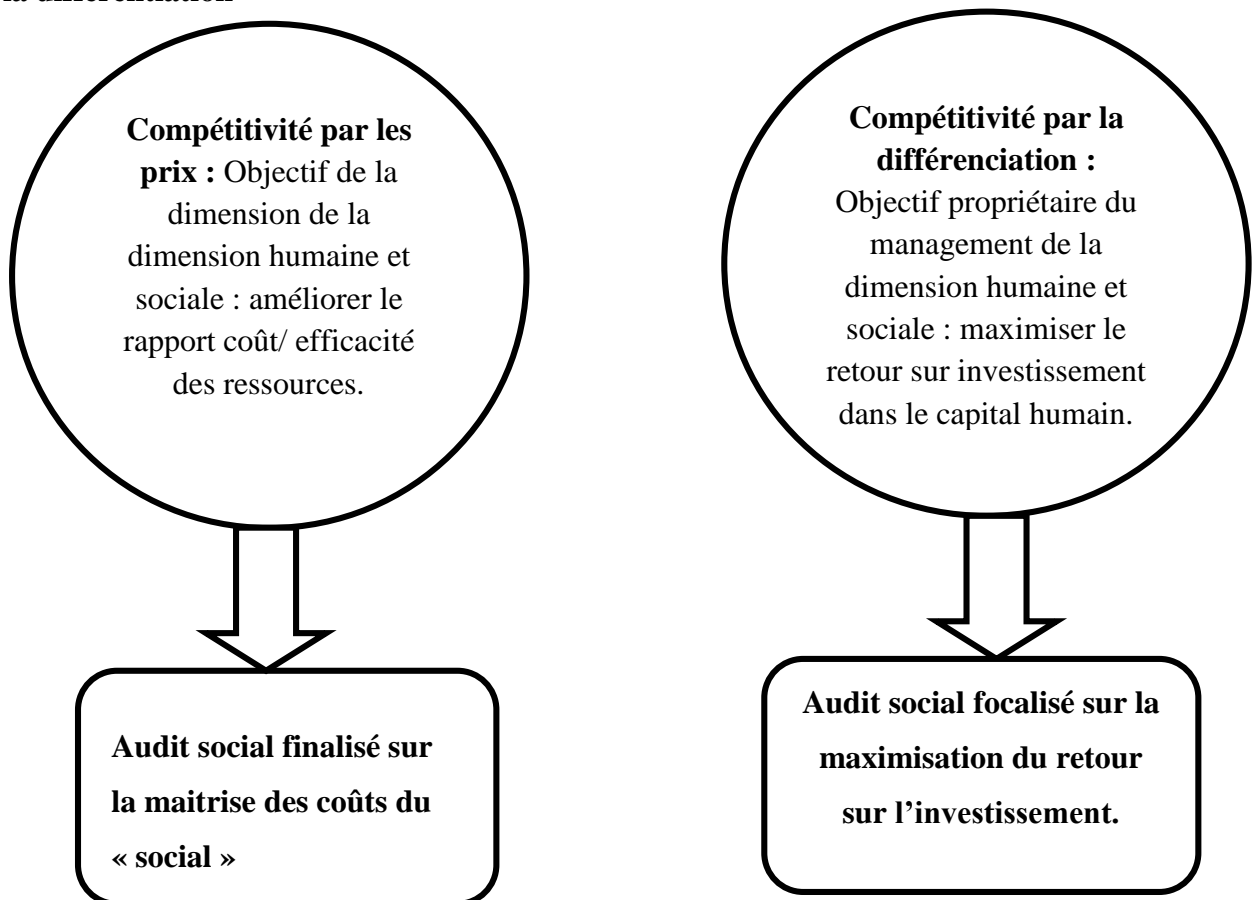 la différenciation
Compétitivité par les
prix : Objectif de la
dimension de la
dimension humaine et
sociale : améliorer le
rapport coût/ efficacité
des ressources.
Audit social finalisé sur
la maitrise des coûts du
« social »
Compétitivité par la
différenciation :
Objectif propriétaire du
management de la
dimension humaine et
sociale : maximiser le
retour sur investissement
dans le capital humain.
Audit social focalisé sur la
maximisation du retour
sur l’investissement.